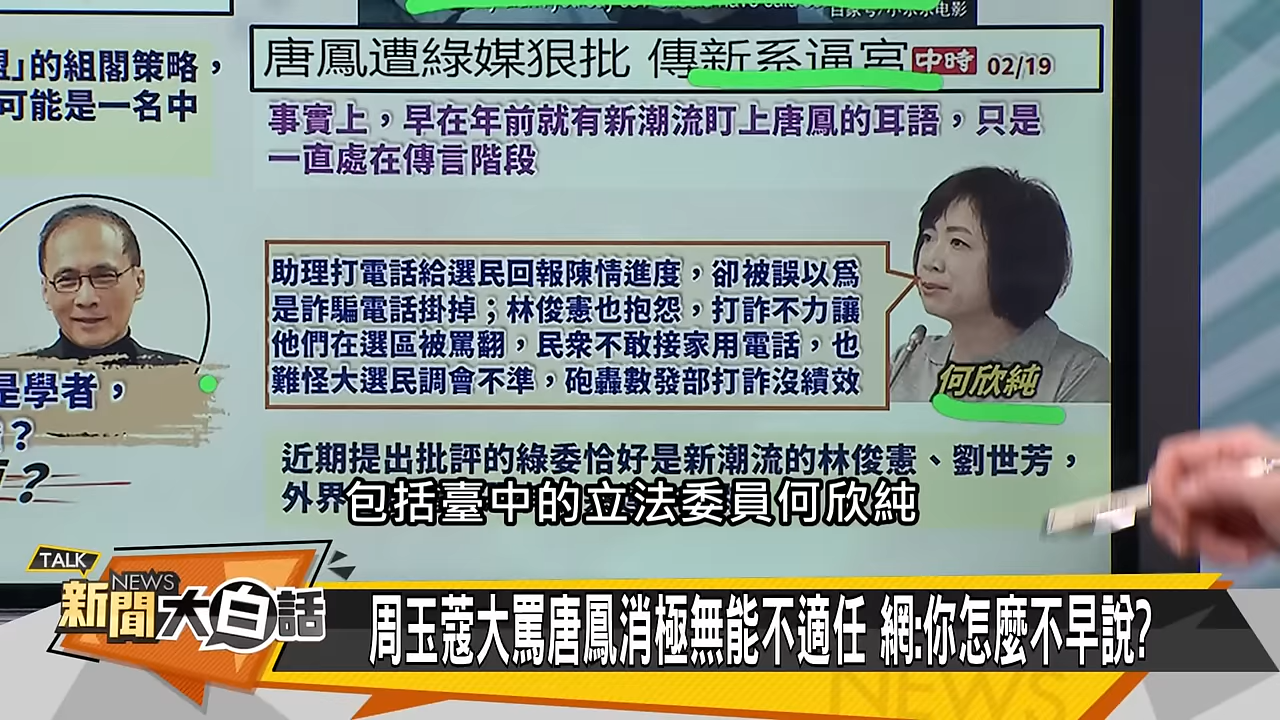 自家号/小水水电影
唐鳳遭綠媒狠批 傳新系逼宮 中時 02/19
」的組閣策略，
可能是一名中
事實上，早在年前就有新潮流盯上唐鳳的耳語，只是
一直處在傳言階段
助理打電話給選民回報陳情進度，卻被誤以為
是詐騙電話掛掉；林俊憲也抱怨，打詐不力讓
他們在選區被罵翻，民眾不敢接家用電話，也
難怪大選民調會不準，砲轟數發部打詐沒績效
何欣純
是學者，
？
？
近期提出批評的綠委恰好是新潮流的林俊憲、劉世芳，
外界
包括臺中的立法委員何欣純
TALK
NEWS
新聞大白話
周玉蔻大罵唐鳳消極無能不適任 網:你怎麼不早說?
NEWS